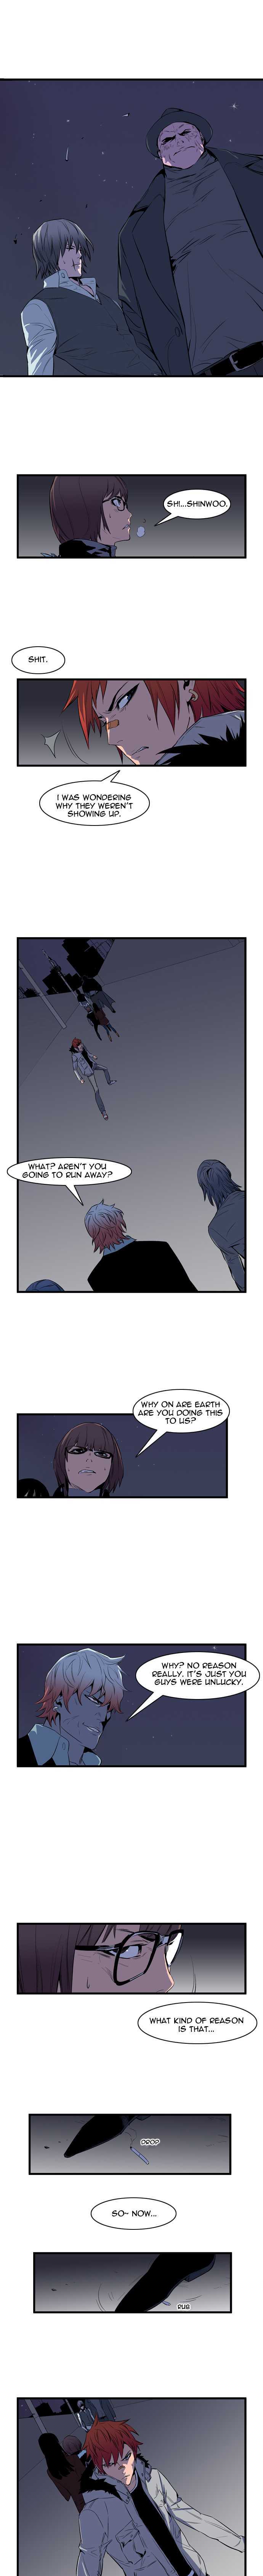 SH!...SHINWOO.
SHIT.
I WAS WONDERING
WHY THEY WEREN'T
SHOWING UP.
WHAT? AREN'T YOU
GOING TO RUN AWAY?
WHY ON ARE EARTH
ARE YOU DOING THIS
TO US?
WHY? NO REASON
REALLY. IT'S JUST YOU
GUYS WERE UNLUCKY.
WHAT KIND OF REASON
IS THAT...
DROP
SO~ NOW...
RUB